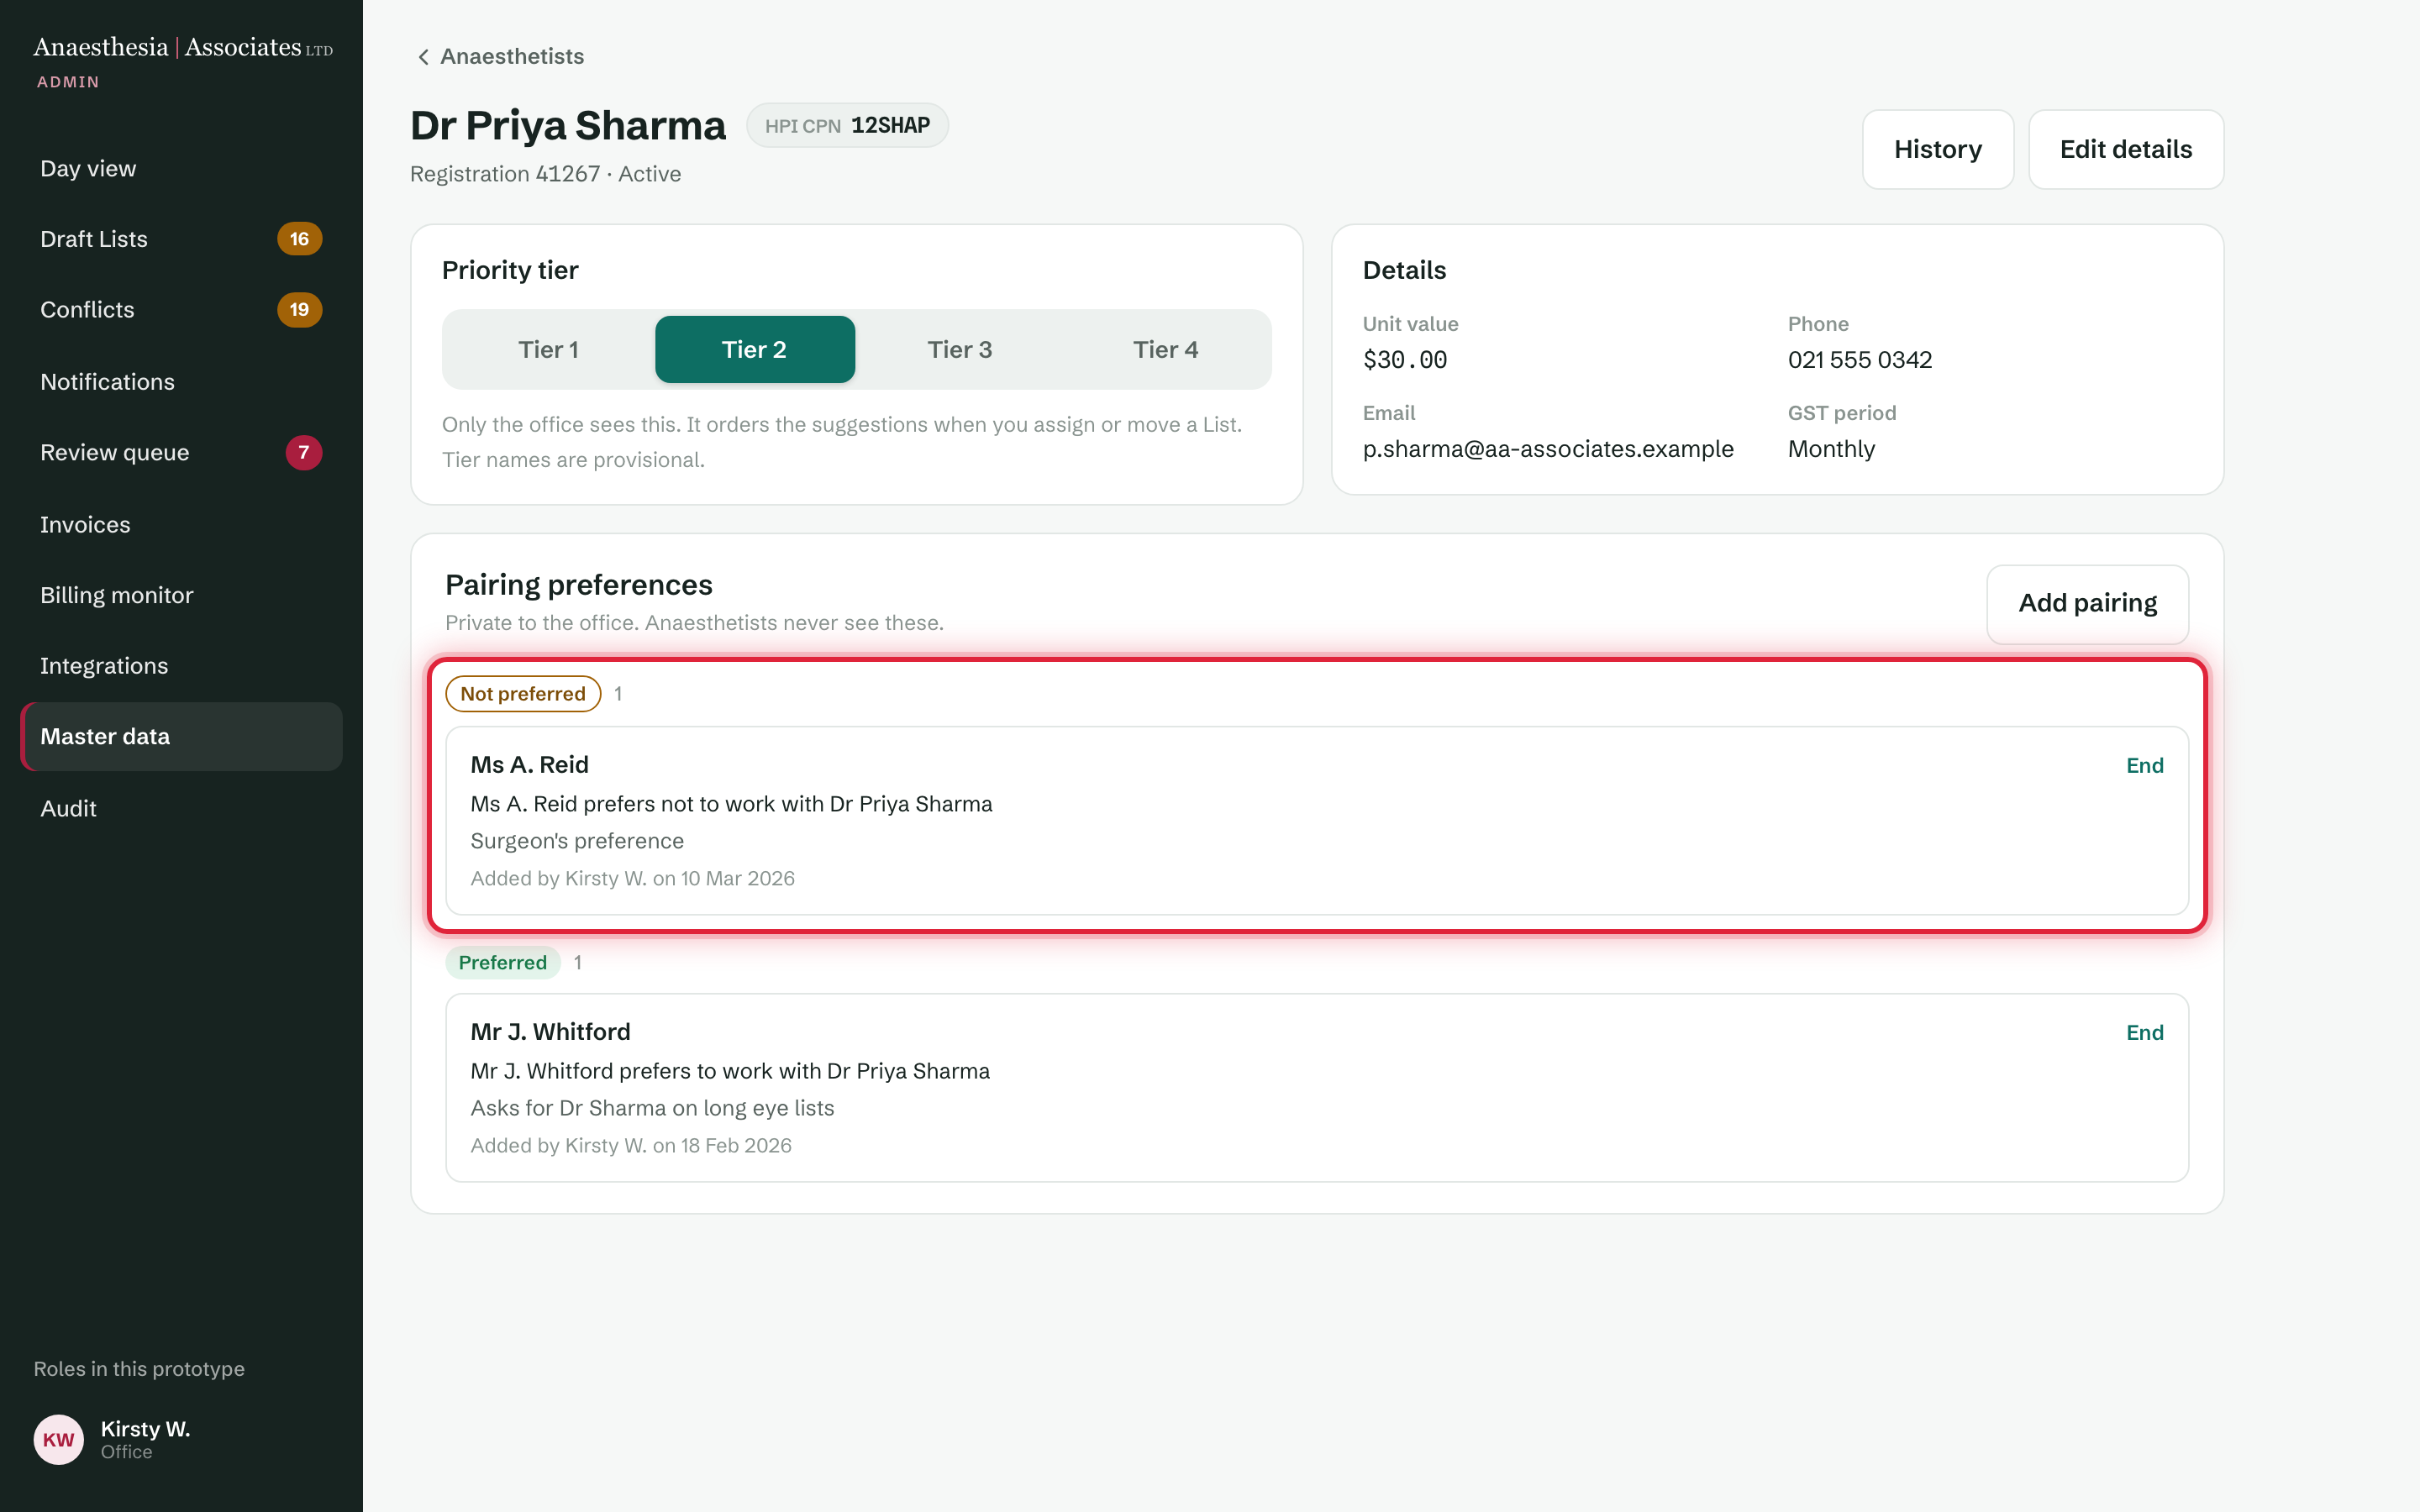 Anaesthesia | Associates LTD
ADMIN
Day view
Draft Lists 16
Conflicts 19
Notifications
Review queue 7
Invoices
Billing monitor
Integrations
Master data
Audit
Roles in this prototype
KW
Kirsty W.
Office
Anaesthetists
Dr Priya Sharma HPI CPN 12SHAP
Registration 41267 · Active
History
Edit details
Priority tier
Tier 1 Tier 2 Tier 3 Tier 4
Only the office sees this. It orders the suggestions when you assign or move a List.
Tier names are provisional.
Details
Unit value
$30.00
Phone
021 555 0342
Email
p.sharma@aa-associates.example
GST period
Monthly
Pairing preferences
Private to the office. Anaesthetists never see these.
Add pairing
Not preferred 1
Ms A. Reid
End
Ms A. Reid prefers not to work with Dr Priya Sharma
Surgeon's preference
Added by Kirsty W. on 10 Mar 2026
Preferred 1
Mr J. Whitford
End
Mr J. Whitford prefers to work with Dr Priya Sharma
Asks for Dr Sharma on long eye lists
Added by Kirsty W. on 18 Feb 2026